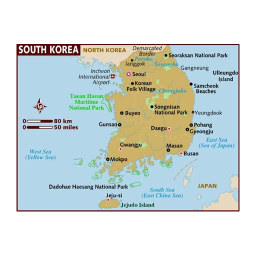 SOUTH KOREA
NORTH KOREA
Demarcated
Border
Seoraksan National Park
Panmunjom
Incheon
International
Airport
Seoul
Gangneung
Ulleungdo
Island
Korean
Folk Village
Samcheok
Beaches
Taean Haean
Maritime
National Park
Songnisan
National Park
0 80 km
0 50 miles
Buyeo
Yeongdeok
Gunsan
Daegu
Pohang
Gyeongju
Gwangju
Masan
Busan
East Sea
(Sea of Japan)
West Sea
(Yellow Sea)
Mokpo
Dadohae Haesang National Park
South Sea
(East China Sea)
JAPAN
Jeju-si
Jejudo Island